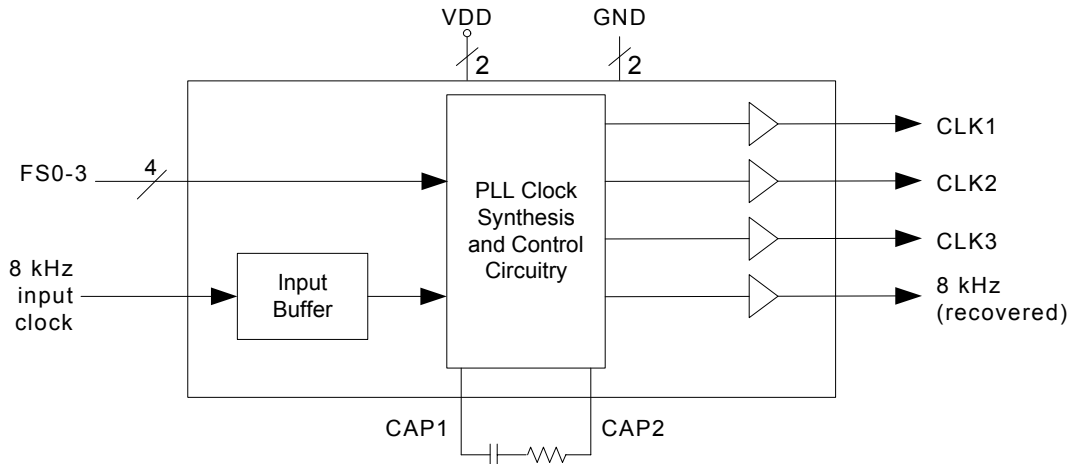 VDD
GND
2
2
FS0-3
4
8 kHz
input
clock
Input
Buffer
PLL Clock
Synthesis
and Control
Circuitry
CLK1
CLK2
CLK3
8 kHz
(recovered)
CAP1
CAP2